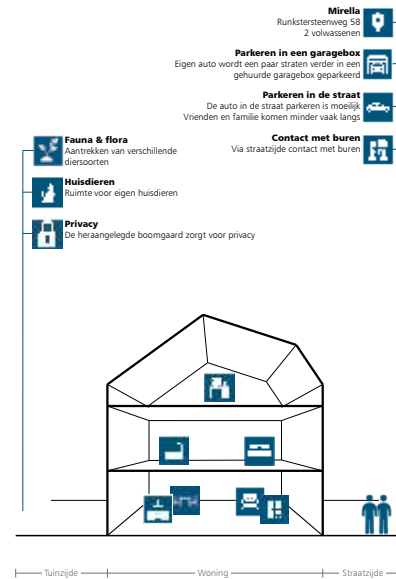 Mirella
Runkstersteenweg 58
2 volwassenen
Parkeren in een garagebox
Eigen auto wordt een paar straten verder in een
gehuurde garagebox geparkeerd
Parkeren in de straat
De auto in de straat parkeren is moeilijk
Vrienden en familie komen minder vaak langs
Contact met buren
Via straatzijde contact met buren
Fauna & flora
Aantrekken van verschillende
diersoorten
Huisdieren
Ruimte voor eigen huisdieren
Privacy
De heraangelegde boomgaard zorgt voor privacy
Tuinzijde
Woning
Straatzijde